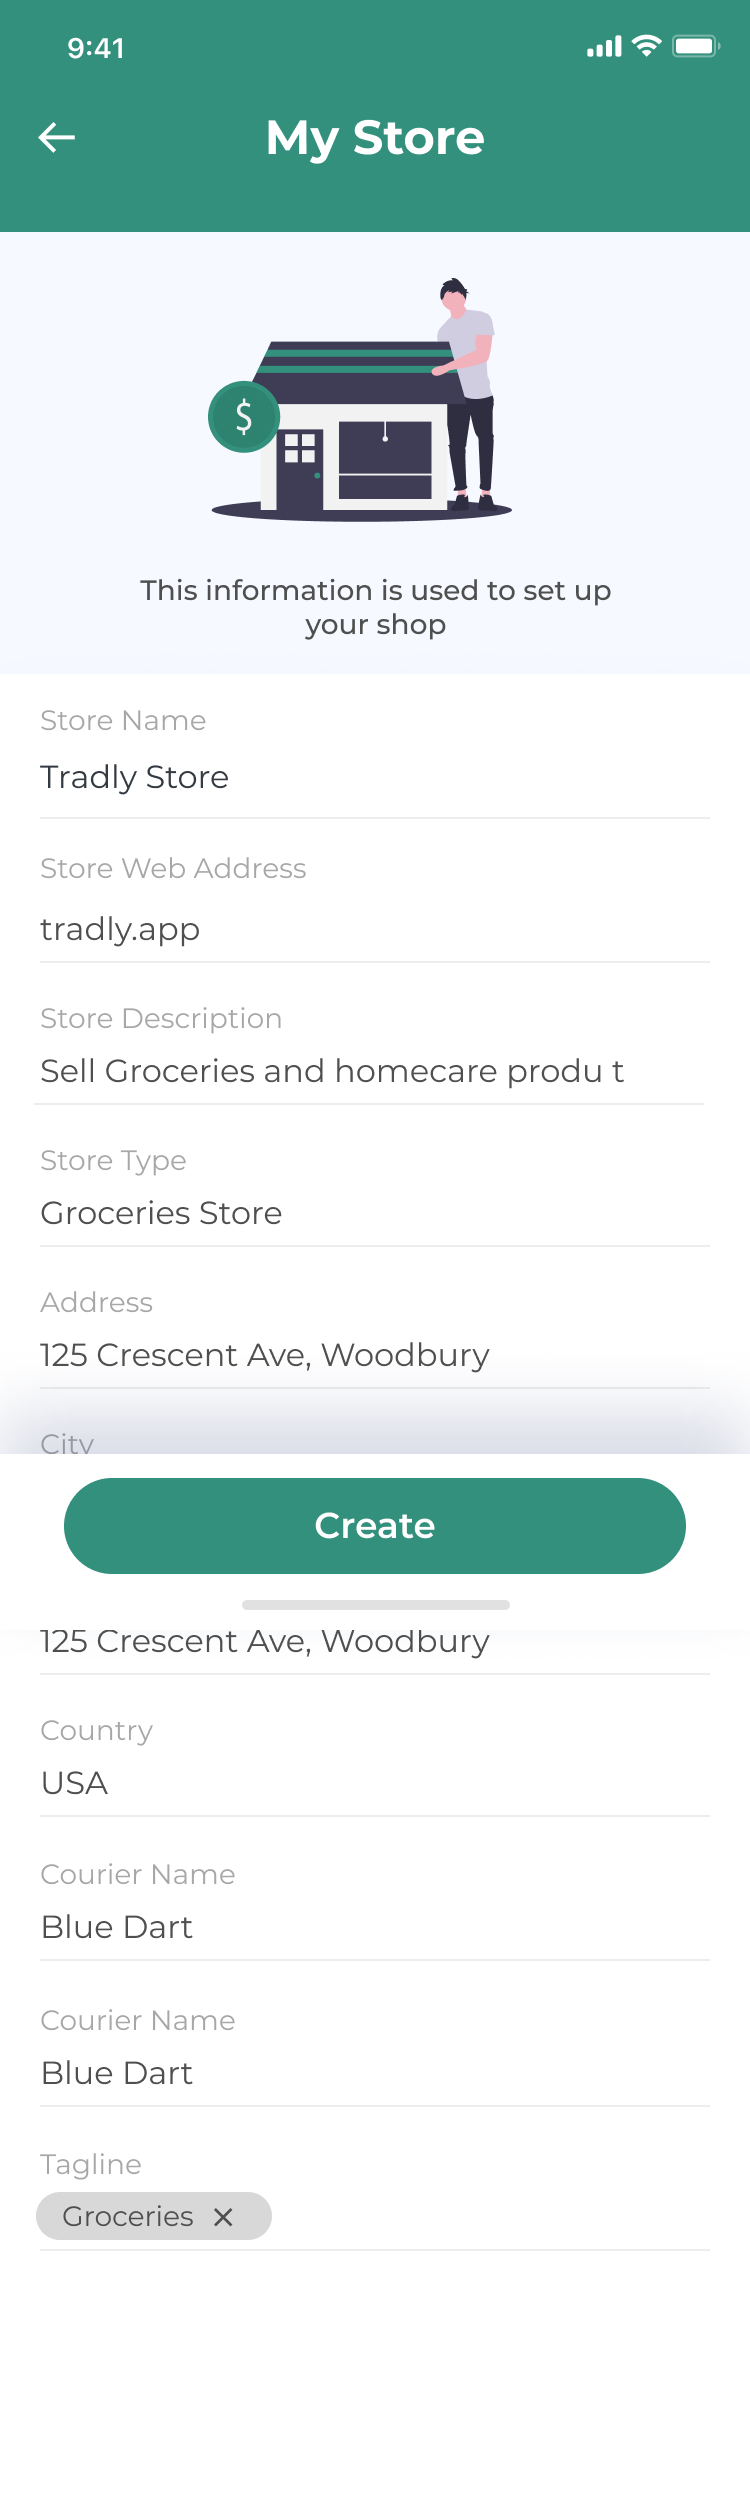 9:41
My Store
$
This information is used to set up
your shop
Store Name
Tradly Store
Store Web Address
tradly.app
Store Description
Sell Groceries and homecare produ t
Store Type
Groceries Store
Address
125 Crescent Ave, Woodbury
City
Create
125 Crescent Ave, Woodbury
Country
USA
Courier Name
Blue Dart
Courier Name
Blue Dart
Tagline
Groceries